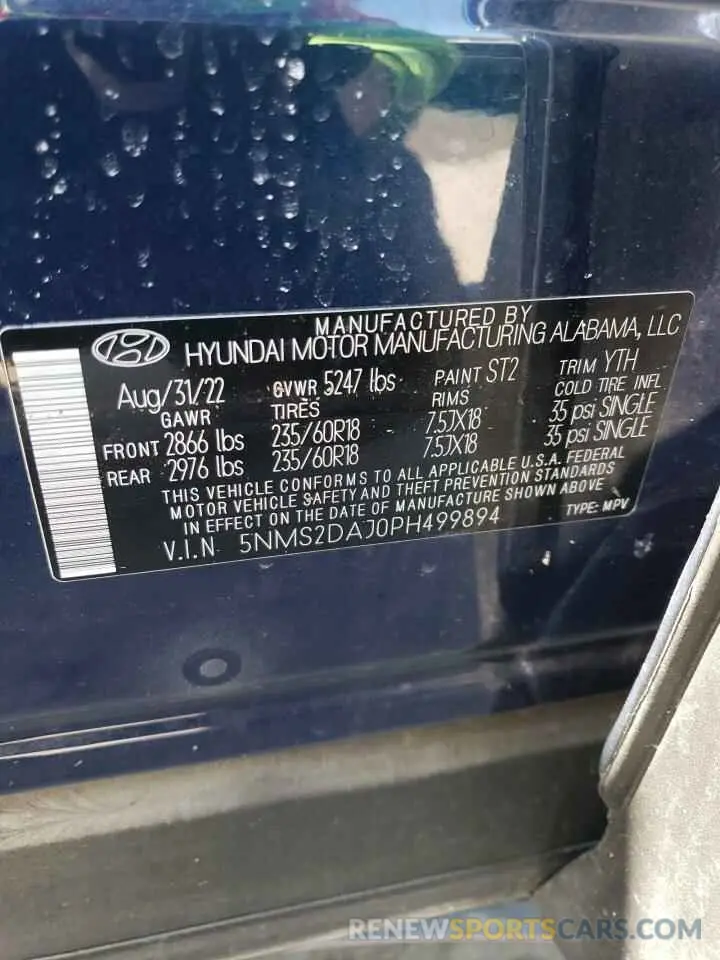 MANUFACTURED BY
HYUNDAI MOTOR MANUFACTURING ALABAMA, LLC
Aug/31/22 GVWR 5247 lbs PAINT ST2 TRIM YTH
GAWR TIRES RIMS COLD TIRE INFL
FRONT 2866 lbs 235/60R18 7.5JX18 35 psi SINGLE
REAR 2976 lbs 235/60R18 7.5JX18 35 psi SINGLE
THIS VEHICLE CONFORMS TO ALL APPLICABLE U.S.A. FEDERAL
MOTOR VEHICLE SAFETY AND THEFT PREVENTION STANDARDS
IN EFFECT ON THE DATE OF MANUFACTURE SHOWN ABOVE
V.I.N 5NMS2DAJ0PH499894 TYPE: MPV
RENEWSPORTSCARS.COM